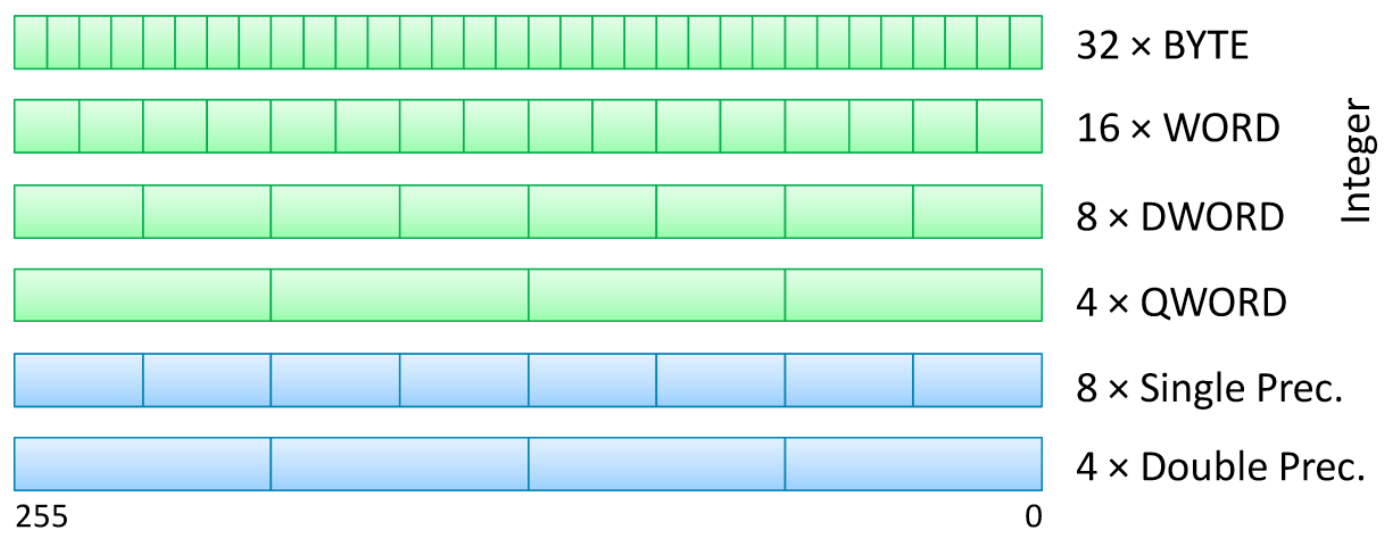 32 × BYTE
16 × WORD
Integer
8 × DWORD
4 × QWORD
8 × Single Prec.
4 × Double Prec.
255 0